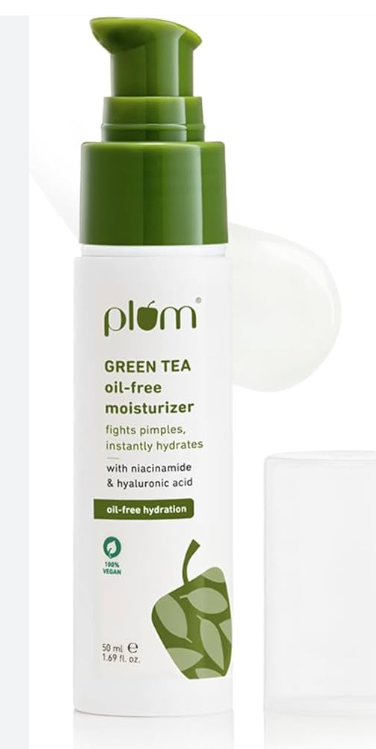 plum®
GREEN TEA
oil-free
moisturizer
fights pimples,
instantly hydrates
with niacinamide
& hyaluronic acid
oil-free hydration
100%
VEGAN
50 ml ℮
1.69 fl. oz.